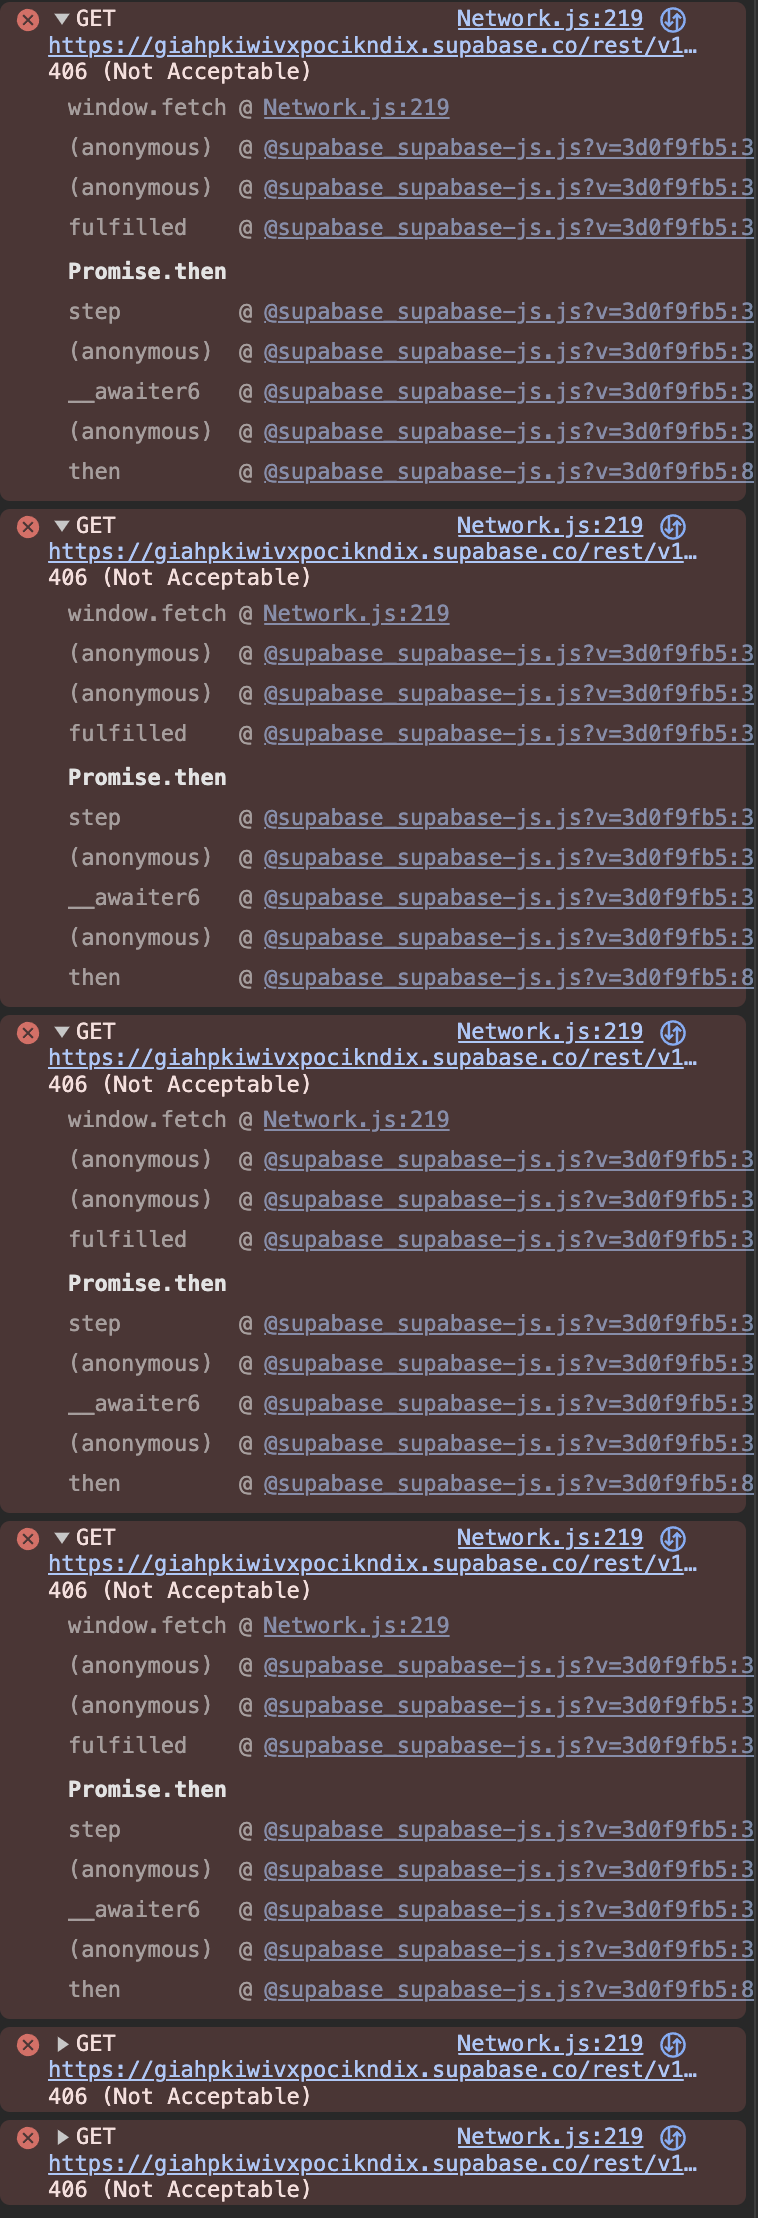 GET Network.js:219
https://giahpkiwivxpocikndix.supabase.co/rest/v1…
406 (Not Acceptable)
window.fetch @ Network.js:219
(anonymous) @ @supabase_supabase-js.js?v=3d0f9fb5:3
(anonymous) @ @supabase_supabase-js.js?v=3d0f9fb5:3
fulfilled @ @supabase_supabase-js.js?v=3d0f9fb5:3
Promise.then
step @ @supabase_supabase-js.js?v=3d0f9fb5:3
(anonymous) @ @supabase_supabase-js.js?v=3d0f9fb5:3
__awaiter6 @ @supabase_supabase-js.js?v=3d0f9fb5:3
(anonymous) @ @supabase_supabase-js.js?v=3d0f9fb5:3
then @ @supabase_supabase-js.js?v=3d0f9fb5:8
GET Network.js:219
https://giahpkiwivxpocikndix.supabase.co/rest/v1…
406 (Not Acceptable)
window.fetch @ Network.js:219
(anonymous) @ @supabase_supabase-js.js?v=3d0f9fb5:3
(anonymous) @ @supabase_supabase-js.js?v=3d0f9fb5:3
fulfilled @ @supabase_supabase-js.js?v=3d0f9fb5:3
Promise.then
step @ @supabase_supabase-js.js?v=3d0f9fb5:3
(anonymous) @ @supabase_supabase-js.js?v=3d0f9fb5:3
__awaiter6 @ @supabase_supabase-js.js?v=3d0f9fb5:3
(anonymous) @ @supabase_supabase-js.js?v=3d0f9fb5:3
then @ @supabase_supabase-js.js?v=3d0f9fb5:8
GET Network.js:219
https://giahpkiwivxpocikndix.supabase.co/rest/v1…
406 (Not Acceptable)
window.fetch @ Network.js:219
(anonymous) @ @supabase_supabase-js.js?v=3d0f9fb5:3
(anonymous) @ @supabase_supabase-js.js?v=3d0f9fb5:3
fulfilled @ @supabase_supabase-js.js?v=3d0f9fb5:3
Promise.then
step @ @supabase_supabase-js.js?v=3d0f9fb5:3
(anonymous) @ @supabase_supabase-js.js?v=3d0f9fb5:3
__awaiter6 @ @supabase_supabase-js.js?v=3d0f9fb5:3
(anonymous) @ @supabase_supabase-js.js?v=3d0f9fb5:3
then @ @supabase_supabase-js.js?v=3d0f9fb5:8
GET Network.js:219
https://giahpkiwivxpocikndix.supabase.co/rest/v1…
406 (Not Acceptable)
window.fetch @ Network.js:219
(anonymous) @ @supabase_supabase-js.js?v=3d0f9fb5:3
(anonymous) @ @supabase_supabase-js.js?v=3d0f9fb5:3
fulfilled @ @supabase_supabase-js.js?v=3d0f9fb5:3
Promise.then
step @ @supabase_supabase-js.js?v=3d0f9fb5:3
(anonymous) @ @supabase_supabase-js.js?v=3d0f9fb5:3
__awaiter6 @ @supabase_supabase-js.js?v=3d0f9fb5:3
(anonymous) @ @supabase_supabase-js.js?v=3d0f9fb5:3
then @ @supabase_supabase-js.js?v=3d0f9fb5:8
GET Network.js:219
https://giahpkiwivxpocikndix.supabase.co/rest/v1…
406 (Not Acceptable)
GET Network.js:219
https://giahpkiwivxpocikndix.supabase.co/rest/v1…
406 (Not Acceptable)